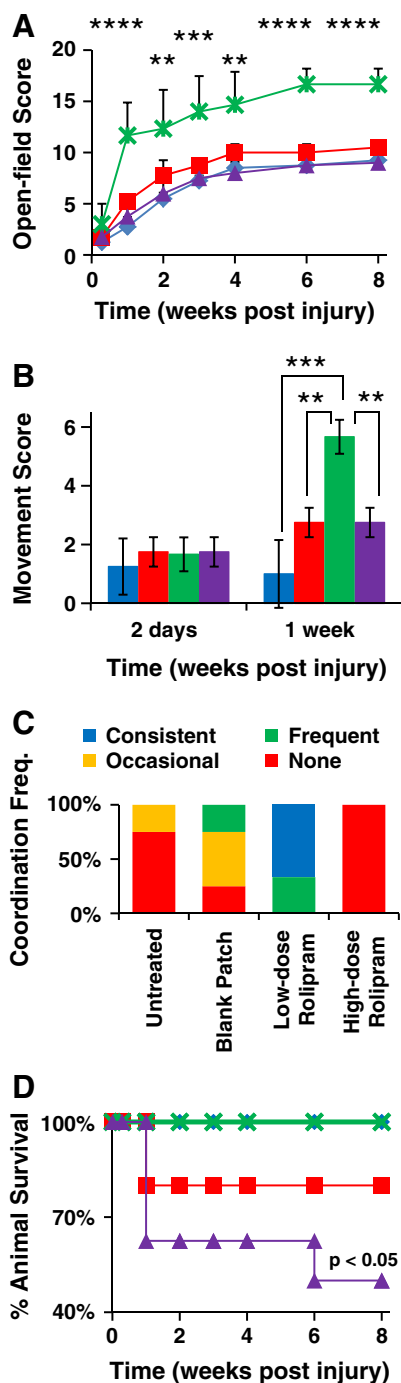 A
**** ** *** ** **** ****
Open-field Score
20
15
10
5
0
0 2 4 6 8
Time (weeks post injury)
B
***
** **
Movement Score
6
4
2
0
2 days 1 week
Time (weeks post injury)
C
Consistent Frequent
Occasional None
Coordination Freq.
100%
50%
0%
Untreated
Blank Patch
Low-dose
Rolipram
High-dose
Rolipram
D
% Animal Survival
100%
70%
40%
p < 0.05
0 2 4 6 8
Time (weeks post injury)